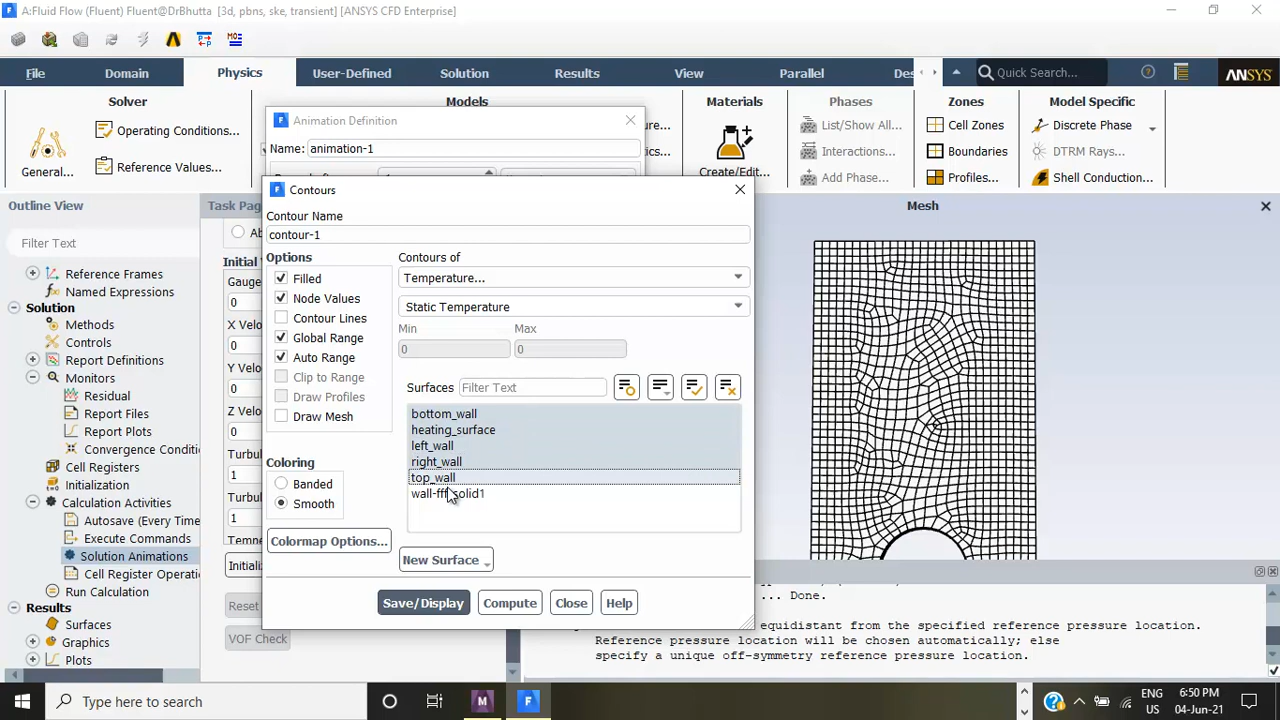 A:Fluid Flow (Fluent) Fluent@DrBhutta [3d, pbns, ske, transient] [ANSYS CFD Enterprise]
File Domain Physics User-Defined Solution Results View Parallel Quick Search... ANSYS
Solver Models Materials Phases Zones Model Specific
General... Operating Conditions... Reference Values... Create/Edit... List/Show All... Interactions... Add Phase... Cell Zones Boundaries Profiles... Discrete Phase DTRM Rays... Shell Conduction...
Animation Definition
Name: animation-1
Outline View
Filter Text
Reference Frames
Named Expressions
Solution
Methods
Controls
Report Definitions
Monitors
Residual
Report Files
Report Plots
Convergence Conditio
Cell Registers
Initialization
Calculation Activities
Autosave (Every Time
Execute Commands
Solution Animations
Cell Register Operati
Run Calculation
Results
Surfaces
Graphics
Plots
Task Pag
Ab
Initial
Gauge
0
X Velo
0
Y Velo
0
Z Velo
0
Turbul
1
Turbul
1
Initializ
Reset
VOF Check
Contours
Contour Name
contour-1
Options
Filled
Node Values
Contour Lines
Global Range
Auto Range
Clip to Range
Draw Profiles
Draw Mesh
Coloring
Banded
Smooth
Colormap Options...
Contours of
Temperature...
Static Temperature
Min Max
0 0
Surfaces Filter Text
bottom_wall
heating_surface
left_wall
right_wall
top_wall
New Surface
Save/Display Compute Close Help
Mesh
... Done.
equidistant from the specified reference pressure location.
Reference pressure location will be chosen automatically; else
specify a unique off-symmetry reference pressure location.
Type here to search
ENG
US
6:50 PM
04-Jun-21